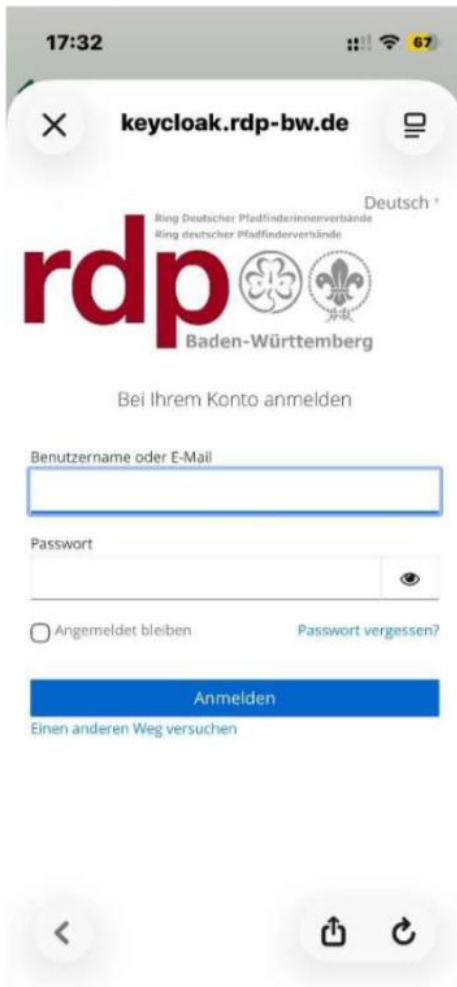 17:32
67
keycloak.rdp-bw.de
Deutsch
Ring Deutscher Pfadfinderinnenverbände
Ring deutscher Pfadfinderverbände
rdp
Baden-Württemberg
Bei Ihrem Konto anmelden
Benutzername oder E-Mail
Passwort
Angemeldet bleiben
Passwort vergessen?
Anmelden
Einen anderen Weg versuchen